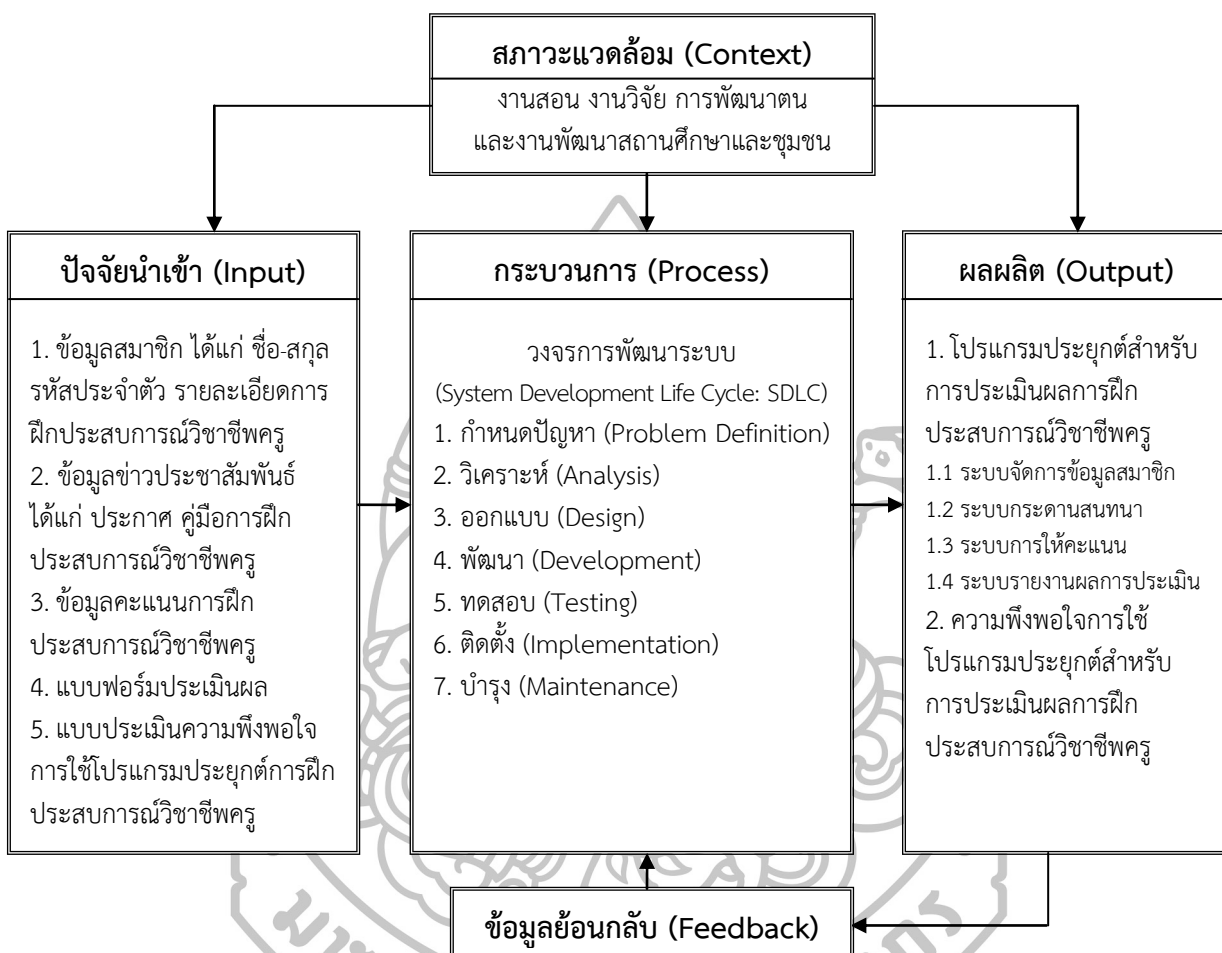 สภาวะแวดล้อม (Context)
งานสอน งานวิจัย การพัฒนาตน
และงานพัฒนาสถานศึกษาและชุมชน
ปัจจัยนำเข้า (Input)
1. ข้อมูลสมาชิก ได้แก่ ชื่อ-สกุล
รหัสประจำตัว รายละเอียดการ
ฝึกประสบการณ์วิชาชีพครู
2. ข้อมูลข่าวประชาสัมพันธ์
ได้แก่ ประกาศ คู่มือการฝึก
ประสบการณ์วิชาชีพครู
3. ข้อมูลคะแนนการฝึก
ประสบการณ์วิชาชีพครู
4. แบบฟอร์มประเมินผล
5. แบบประเมินความพึงพอใจ
การใช้โปรแกรมประยุกต์การฝึก
ประสบการณ์วิชาชีพครู
กระบวนการ (Process)
วงจรการพัฒนาระบบ
(System Development Life Cycle: SDLC)
1. กำหนดปัญหา (Problem Definition)
2. วิเคราะห์ (Analysis)
3. ออกแบบ (Design)
4. พัฒนา (Development)
5. ทดสอบ (Testing)
6. ติดตั้ง (Implementation)
7. บำรุง (Maintenance)
ผลผลิต (Output)
1. โปรแกรมประยุกต์สำหรับ
การประเมินผลการฝึก
ประสบการณ์วิชาชีพครู
1.1 ระบบจัดการข้อมูลสมาชิก
1.2 ระบบกระดานสนทนา
1.3 ระบบการให้คะแนน
1.4 ระบบรายงานผลการประเมิน
2. ความพึงพอใจการใช้
โปรแกรมประยุกต์สำหรับ
การประเมินผลการฝึก
ประสบการณ์วิชาชีพครู
ข้อมูลย้อนกลับ (Feedback)